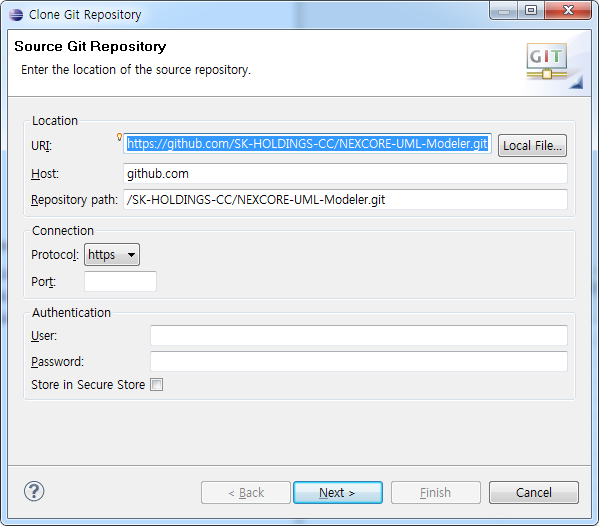 Clone Git Repository
Source Git Repository
Enter the location of the source repository.
GIT
Location
URI:
https://github.com/SK-HOLDINGS-CC/NEXCORE-UML-Modeler.git
Local File...
Host:
github.com
Repository path:
/SK-HOLDINGS-CC/NEXCORE-UML-Modeler.git
Connection
Protocol:
https
Port:
Authentication
User:
Password:
Store in Secure Store
?
< Back
Next >
Finish
Cancel